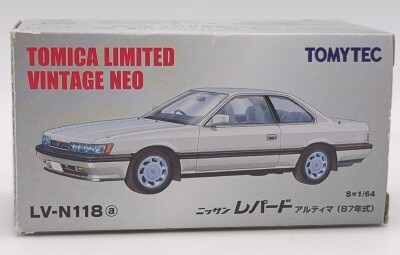 TOMICA LIMITED
VINTAGE NEO
TOMYTEC
S=1/64
LV-N118 ⓐ
ニッサン レパード アルティマ (87年式)